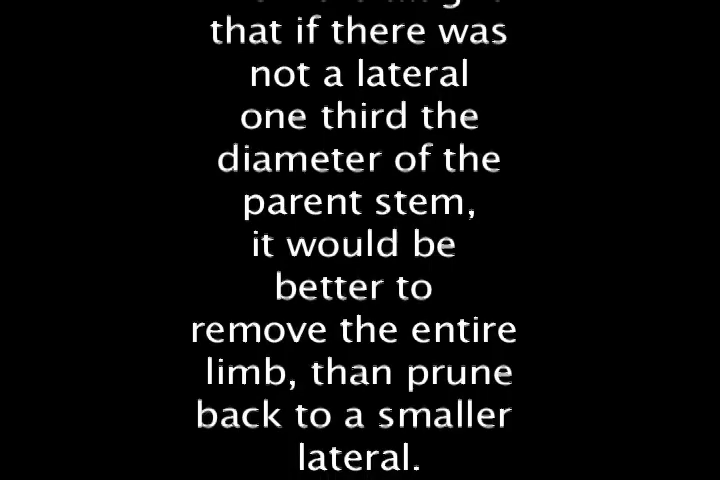 that if there was
not a lateral
one third the
diameter of the
parent stem,
it would be
better to
remove the entire
limb, than prune
back to a smaller
lateral.